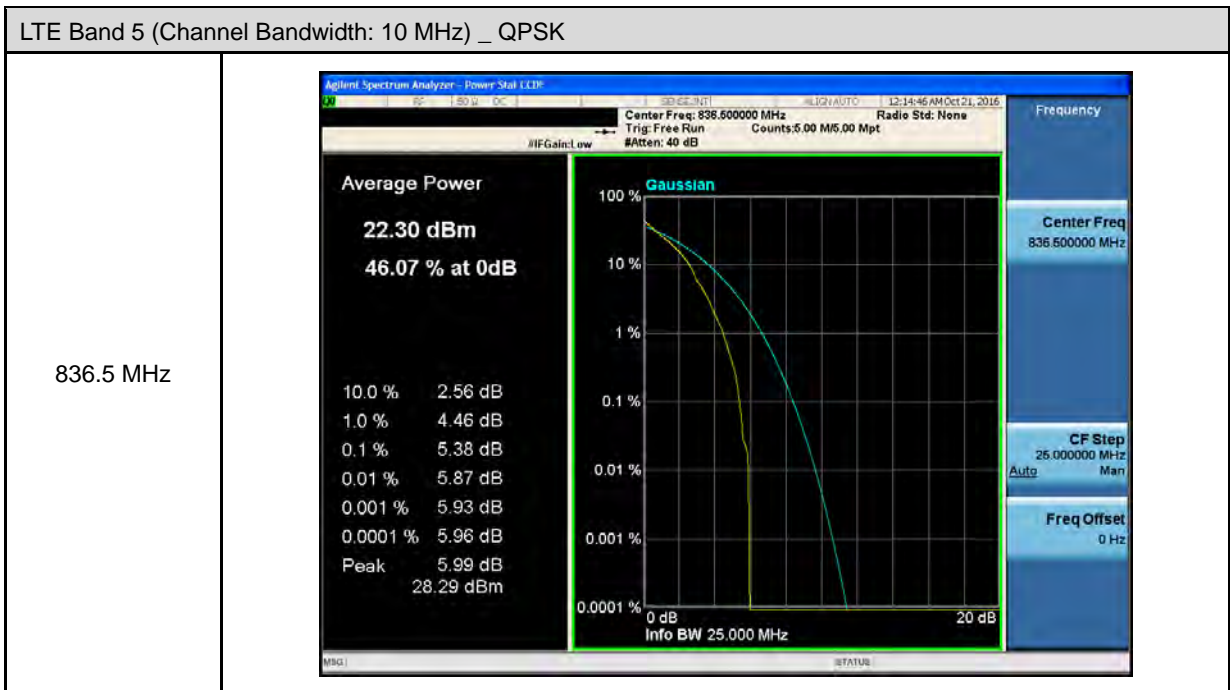 LTE Band 5 (Channel Bandwidth: 10 MHz) _ QPSK
836.5 MHz
Agilent Spectrum Analyzer - Power Stat CCDF
RF 50 Ω DC SENSE:INT ALIGN AUTO 12:14:46 AM Oct 21, 2016
Center Freq: 836.500000 MHz Radio Std: None
Trig: Free Run Counts:5.00 M/5.00 Mpt
#IFGain:Low #Atten: 40 dB
Average Power
22.30 dBm
46.07 % at 0dB
10.0 % 2.56 dB
1.0 % 4.46 dB
0.1 % 5.38 dB
0.01 % 5.87 dB
0.001 % 5.93 dB
0.0001 % 5.96 dB
Peak 5.99 dB
28.29 dBm
Gaussian
100 %
10 %
1 %
0.1 %
0.01 %
0.001 %
0.0001 %
0 dB 20 dB
Info BW 25.000 MHz
Frequency
Center Freq
836.500000 MHz
CF Step
25.000000 MHz
Auto Man
Freq Offset
0 Hz
MSG STATUS